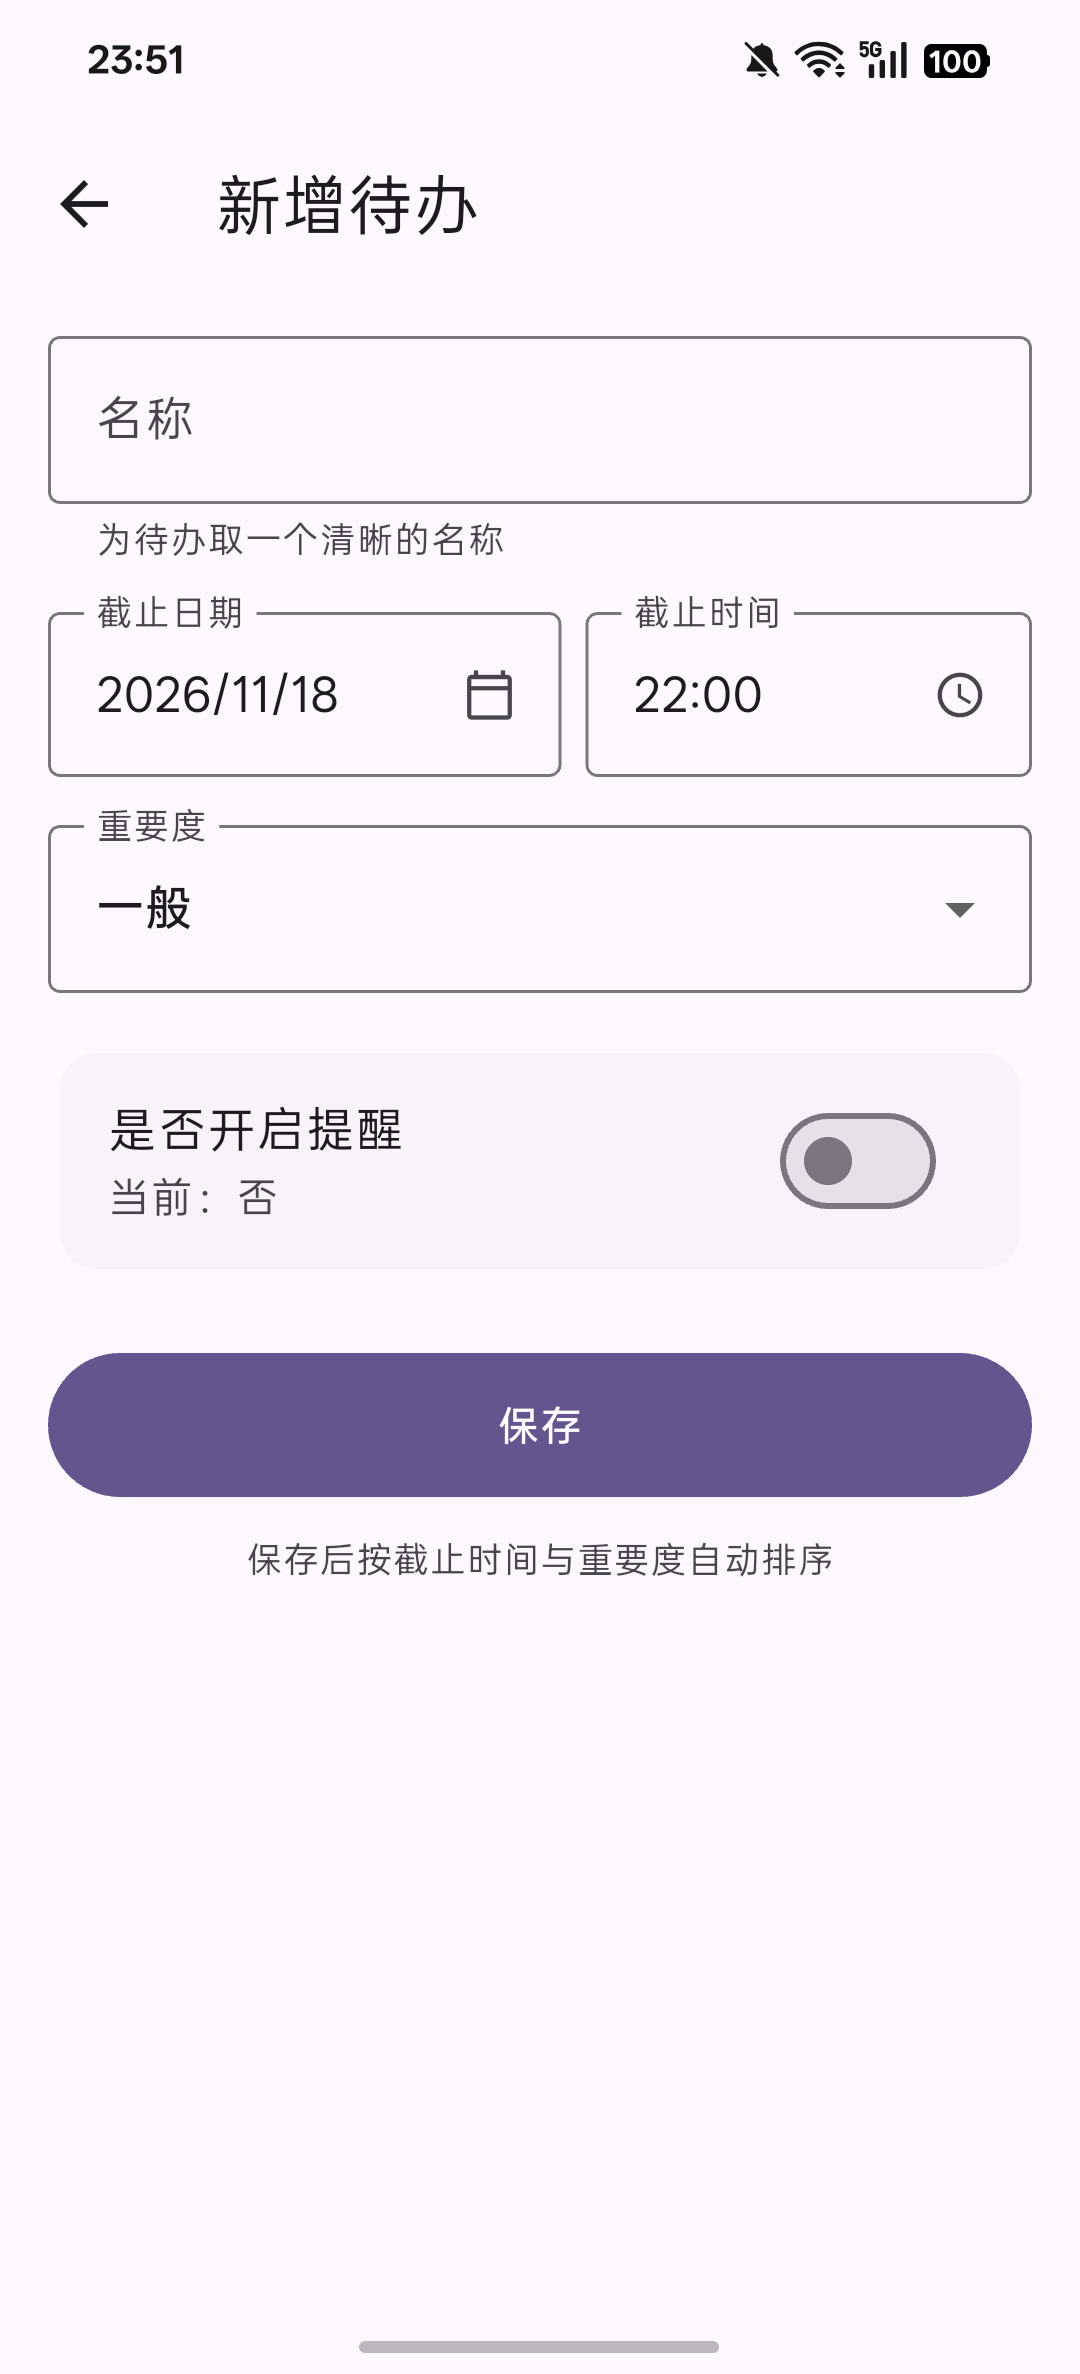 23:51
5G
100
新增待办
名称
为待办取一个清晰的名称
截止日期
截止时间
2026/11/18
22:00
重要度
一般
是否开启提醒
当前：否
保存
保存后按截止时间与重要度自动排序